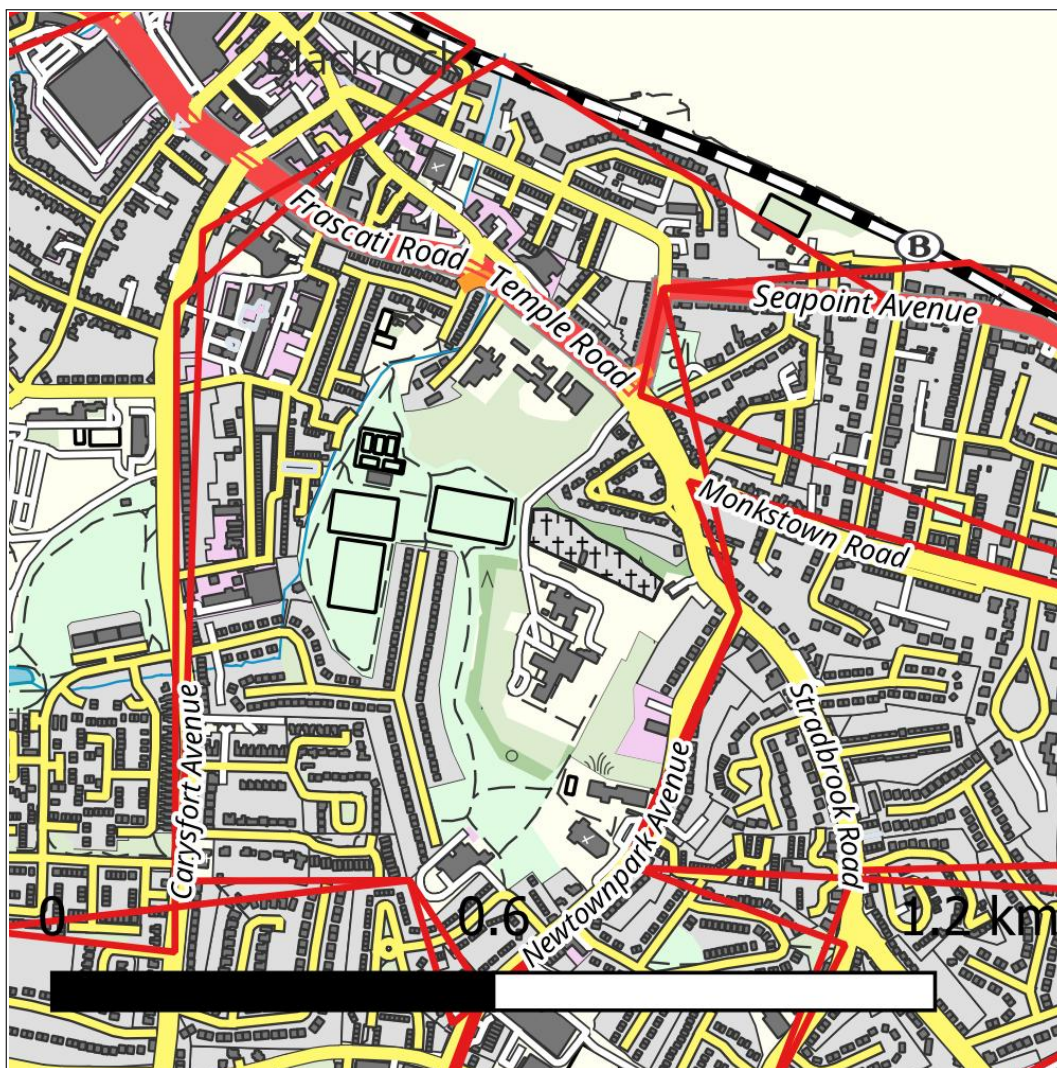 Blackrock
B
Frascati Road
Temple Road
Seapoint Avenue
Monkstown Road
Stradbrook Road
Carysfort Avenue
Newtownpark Avenue
0 0.6 1.2 km